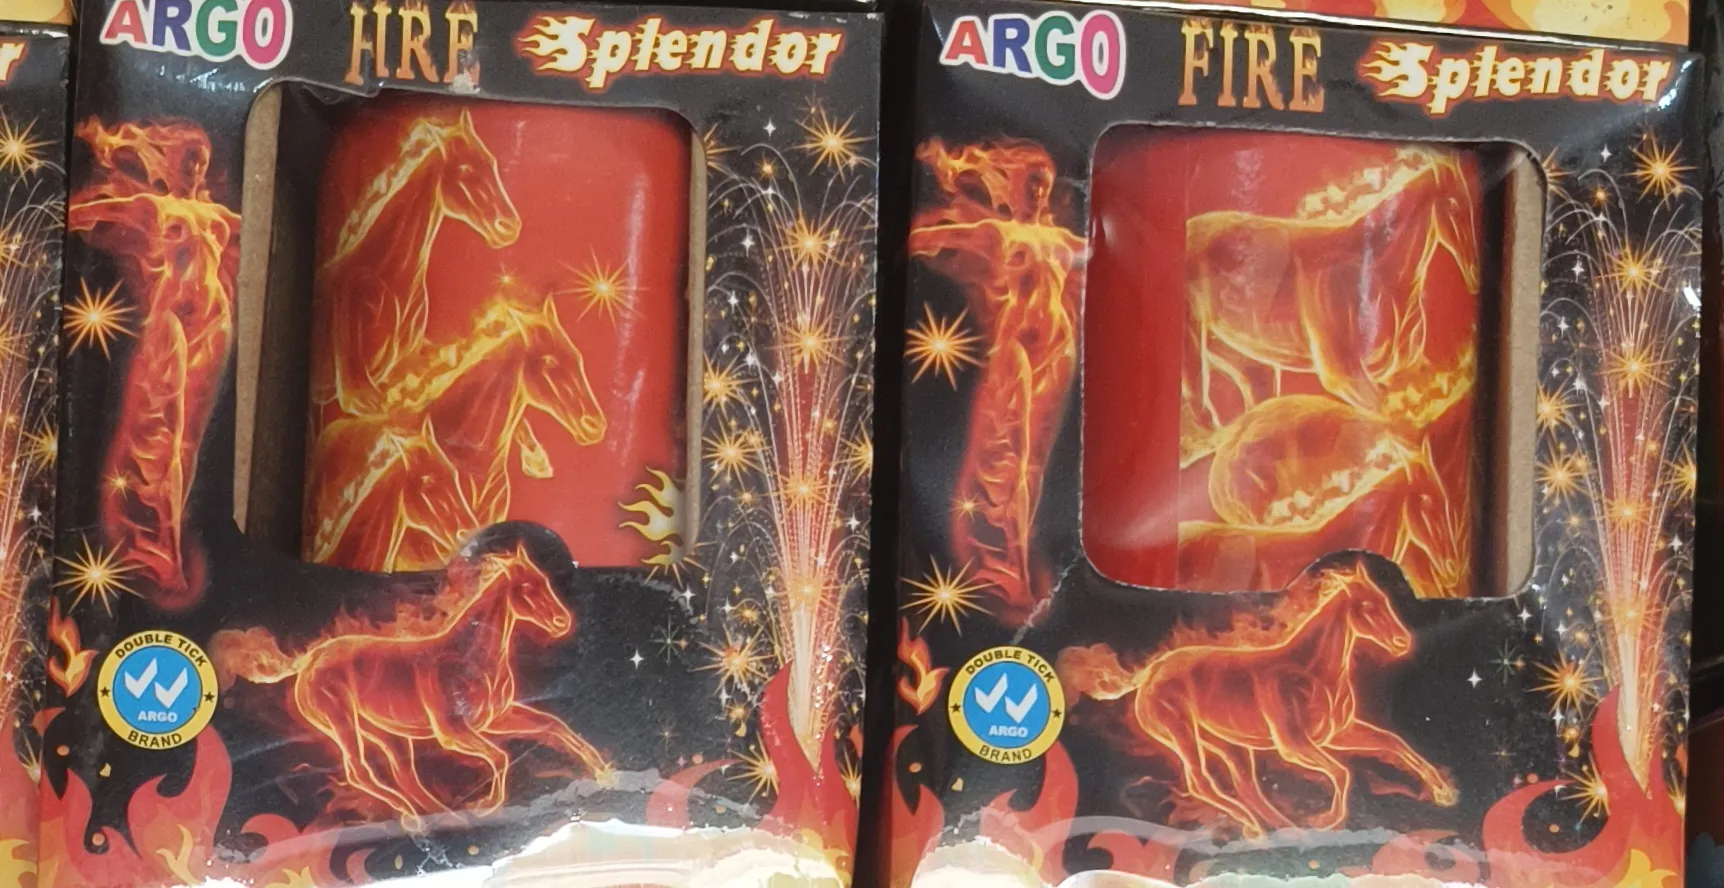 r
ARGO FIRE Splendor
DOUBLE TICK
ARGO
BRAND
ARGO FIRE Splendor
DOUBLE TICK
ARGO
BRAND